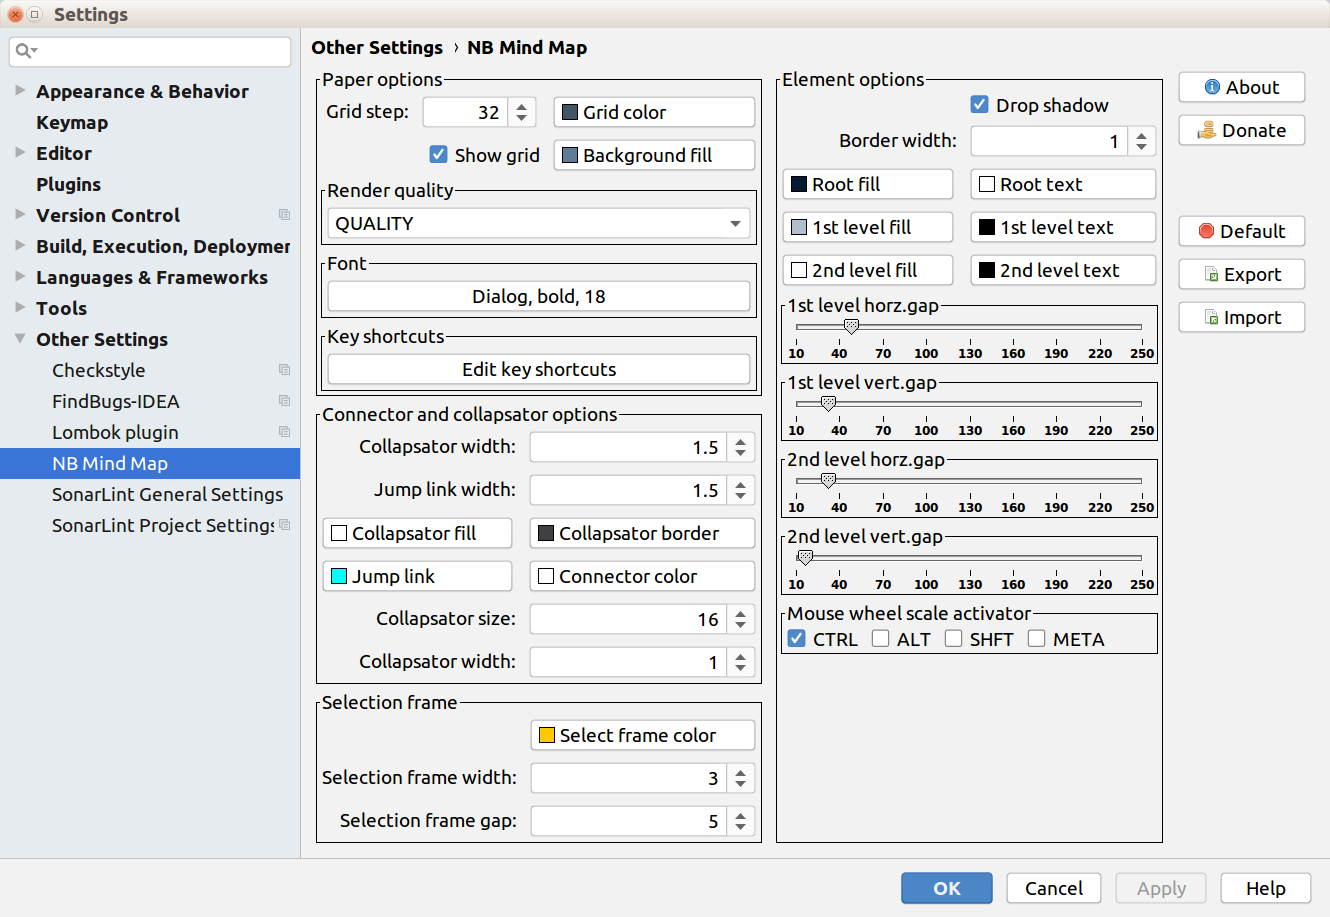 Settings
Appearance & Behavior
Keymap
Editor
Plugins
Version Control
Build, Execution, Deploymer
Languages & Frameworks
Tools
Other Settings
Checkstyle
FindBugs-IDEA
Lombok plugin
NB Mind Map
SonarLint General Settings
SonarLint Project Settings
Other Settings › NB Mind Map
Paper options
Grid step: 32 Grid color
Show grid Background fill
Render quality
QUALITY
Font
Dialog, bold, 18
Key shortcuts
Edit key shortcuts
Connector and collapsator options
Collapsator width: 1.5
Jump link width: 1.5
Collapsator fill Collapsator border
Jump link Connector color
Collapsator size: 16
Collapsator width: 1
Selection frame
Select frame color
Selection frame width: 3
Selection frame gap: 5
Element options
Drop shadow
Border width: 1
Root fill Root text
1st level fill 1st level text
2nd level fill 2nd level text
1st level horz.gap
10 40 70 100 130 160 190 220 250
1st level vert.gap
10 40 70 100 130 160 190 220 250
2nd level horz.gap
10 40 70 100 130 160 190 220 250
2nd level vert.gap
10 40 70 100 130 160 190 220 250
Mouse wheel scale activator
CTRL ALT SHFT META
About
Donate
Default
Export
Import
OK Cancel Apply Help